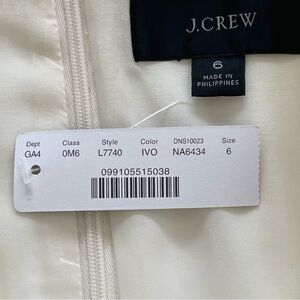 J.CREW
6
MADE IN
PHILIPPINES
Dept Class Style Color DNS10023 Size
GA4 0M6 L7740 IVO NA6434 6
099105515038